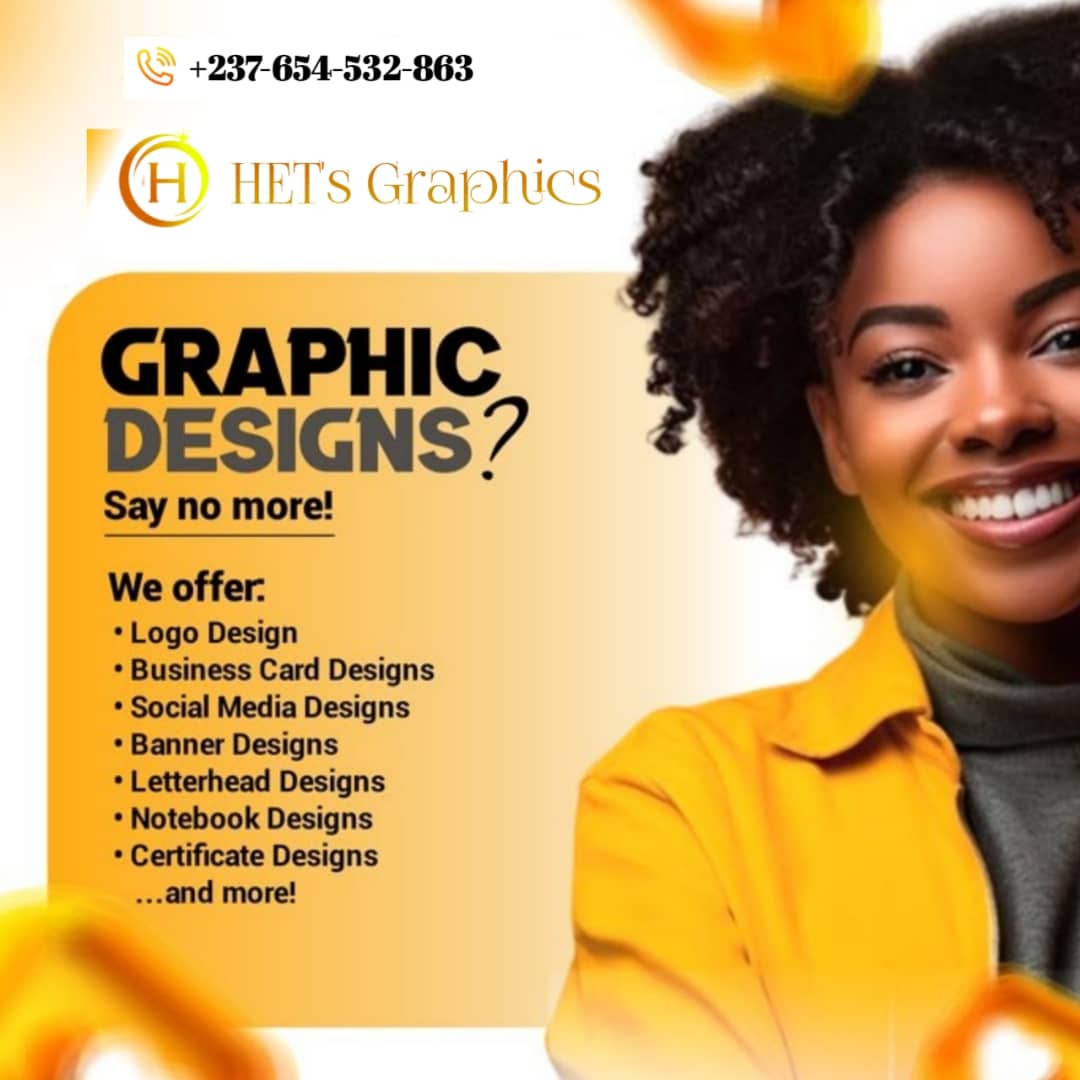 +237-654-532-863
H HET's Graphics
GRAPHIC
DESIGNS?
Say no more!
We offer:
• Logo Design
• Business Card Designs
• Social Media Designs
• Banner Designs
• Letterhead Designs
• Notebook Designs
• Certificate Designs
...and more!